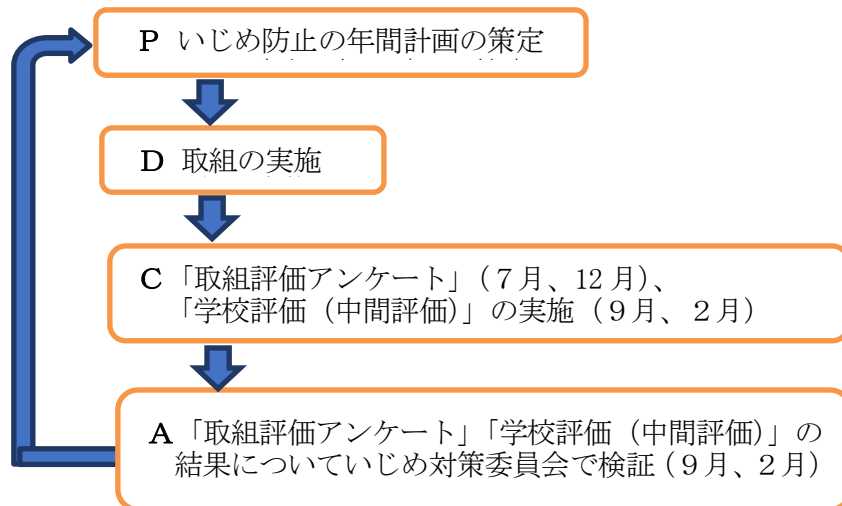 P いじめ防止の年間計画の策定
D 取組の実施
C 「取組評価アンケート」（７月、12 月）、
「学校評価（中間評価）」の実施（９月、２月）
A 「取組評価アンケート」「学校評価（中間評価）」の
結果についていじめ対策委員会で検証（９月、２月）